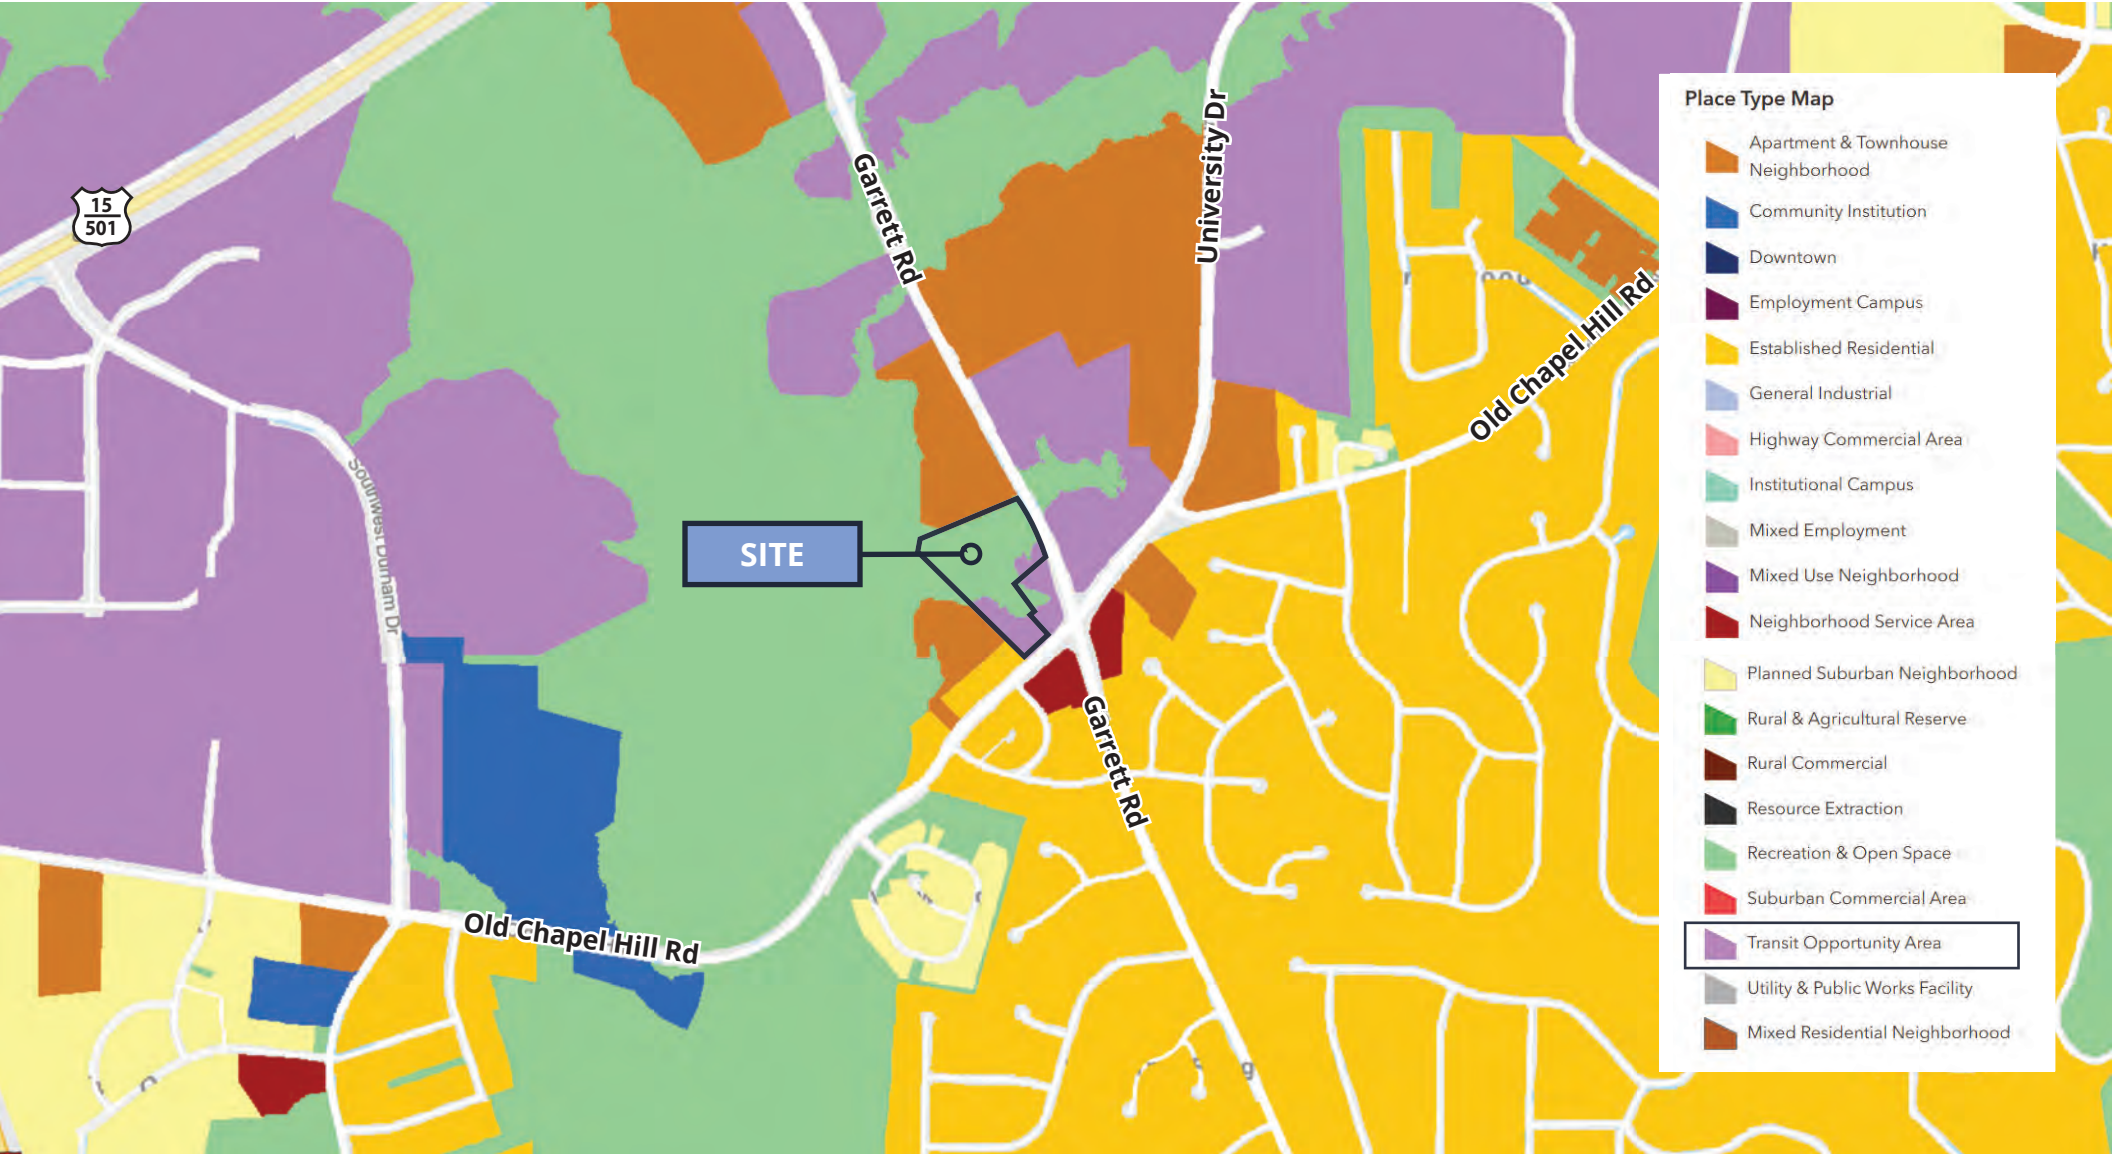 15
501
Garrett Rd
University Dr
Old Chapel Hill Rd
Southwest Durham Dr
SITE
Garrett Rd
Old Chapel Hill Rd
Place Type Map
Apartment & Townhouse
Neighborhood
Community Institution
Downtown
Employment Campus
Established Residential
General Industrial
Highway Commercial Area
Institutional Campus
Mixed Employment
Mixed Use Neighborhood
Neighborhood Service Area
Planned Suburban Neighborhood
Rural & Agricultural Reserve
Rural Commercial
Resource Extraction
Recreation & Open Space
Suburban Commercial Area
Transit Opportunity Area
Utility & Public Works Facility
Mixed Residential Neighborhood